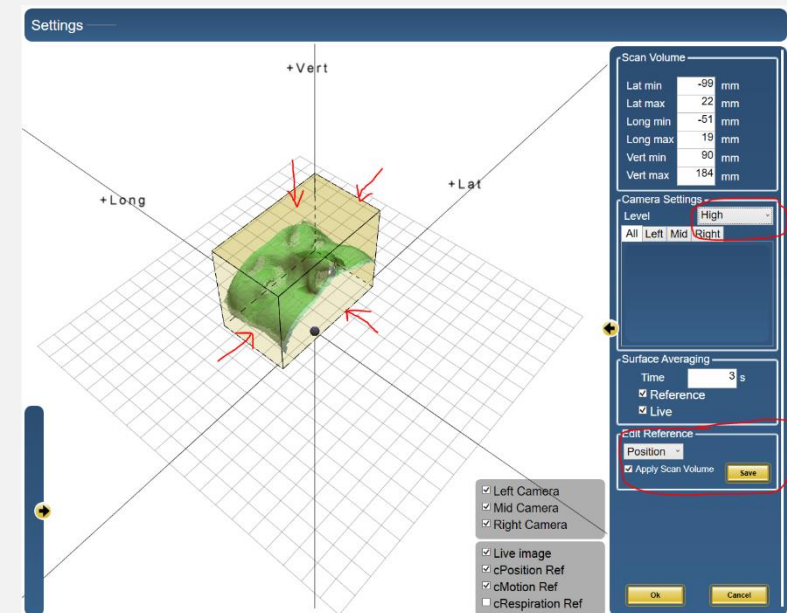 Settings
+Vert
+Long
+Lat
Scan Volume
Lat min -99 mm
Lat max 22 mm
Long min -51 mm
Long max 19 mm
Vert min 90 mm
Vert max 184 mm
Camera Settings
Level High
All Left Mid Right
Surface Averaging
Time 3 s
Reference
Live
Edit Reference
Position
Apply Scan Volume Save
Left Camera
Mid Camera
Right Camera
Live image
cPosition Ref
cMotion Ref
cRespiration Ref
Ok Cancel